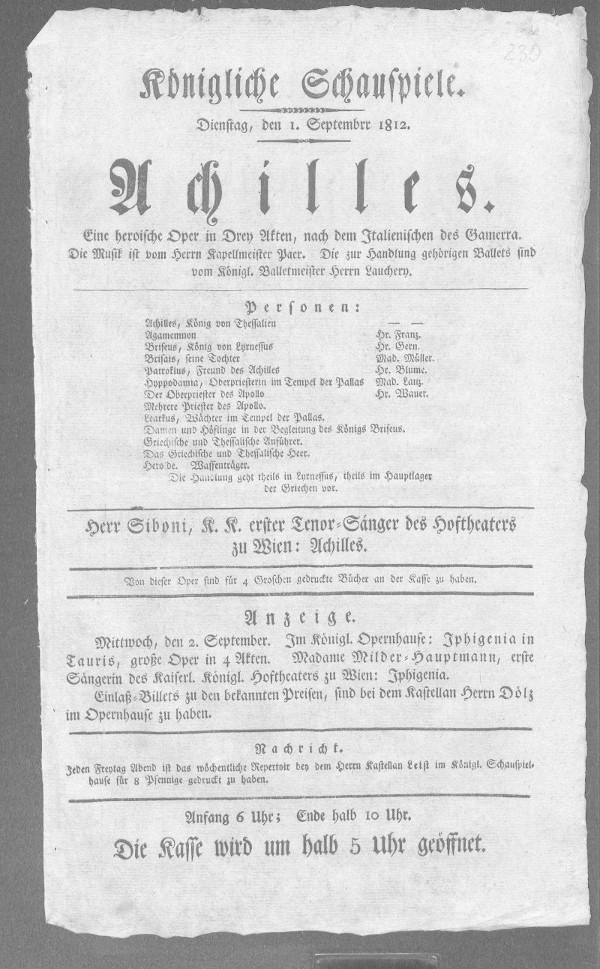 230
Königliche Schauspiele.
Dienstag, den 1. Septembrr 1812.
Achilles.
Eine heroische Oper in Drey Akten, nach dem Italienischen des Gamerra.
Die Musik ist vom Herrn Kapellmeister Paer. Die zur Handlung gehörigen Ballets sind
vom Königl. Balletmeister Herrn Lauchery.
Personen:
Achilles, König von Thessalien — —
Agamemnon Hr. Franz.
Briseus, König von Lyrnessus Hr. Gern.
Brisais, seine Tochter Mad. Müller.
Patroklus, Freund des Achilles Hr. Blume.
Hyppodamia, Oberpriesterin im Tempel der Pallas Mad. Lanz.
Der Oberpriester des Apollo Hr. Wauer.
Mehrere Priester des Apollo.
Learkus, Wächter im Tempel der Pallas.
Damen und Höflinge in der Begleitung des Königs Briseus.
Griechische und Thessalische Anführer.
Das Griechische und Thessalische Heer.
Herolde. Waffenträger.
Die Handlung geht theils in Lyrnessus, theils im Hauptlager
der Griechen vor.
Herr Siboni, K. K. erster Tenor-Sänger des Hoftheaters
zu Wien: Achilles.
Von dieser Oper sind für 4 Groschen gedruckte Bücher an der Kasse zu haben.
Anzeige.
Mittwoch, den 2. September. Im Königl. Opernhause: Iphigenia in
Tauris, große Oper in 4 Akten. Madame Milder-Hauptmann, erste
Sängerin des Kaiserl. Königl. Hoftheaters zu Wien: Iphigenia.
Einlaß-Billets zu den bekannten Preisen, sind bei dem Kastellan Herrn Dölz
im Opernhause zu haben.
Nachricht.
Jeden Freytag Abend ist das wöchentliche Repertoir bey dem Herrn Kastellan Leist im Königl. Schauspiel-
hause für 8 Pfennige gedruckt zu haben.
Anfang 6 Uhr; Ende halb 10 Uhr.
Die Kasse wird um halb 5 Uhr geöffnet.